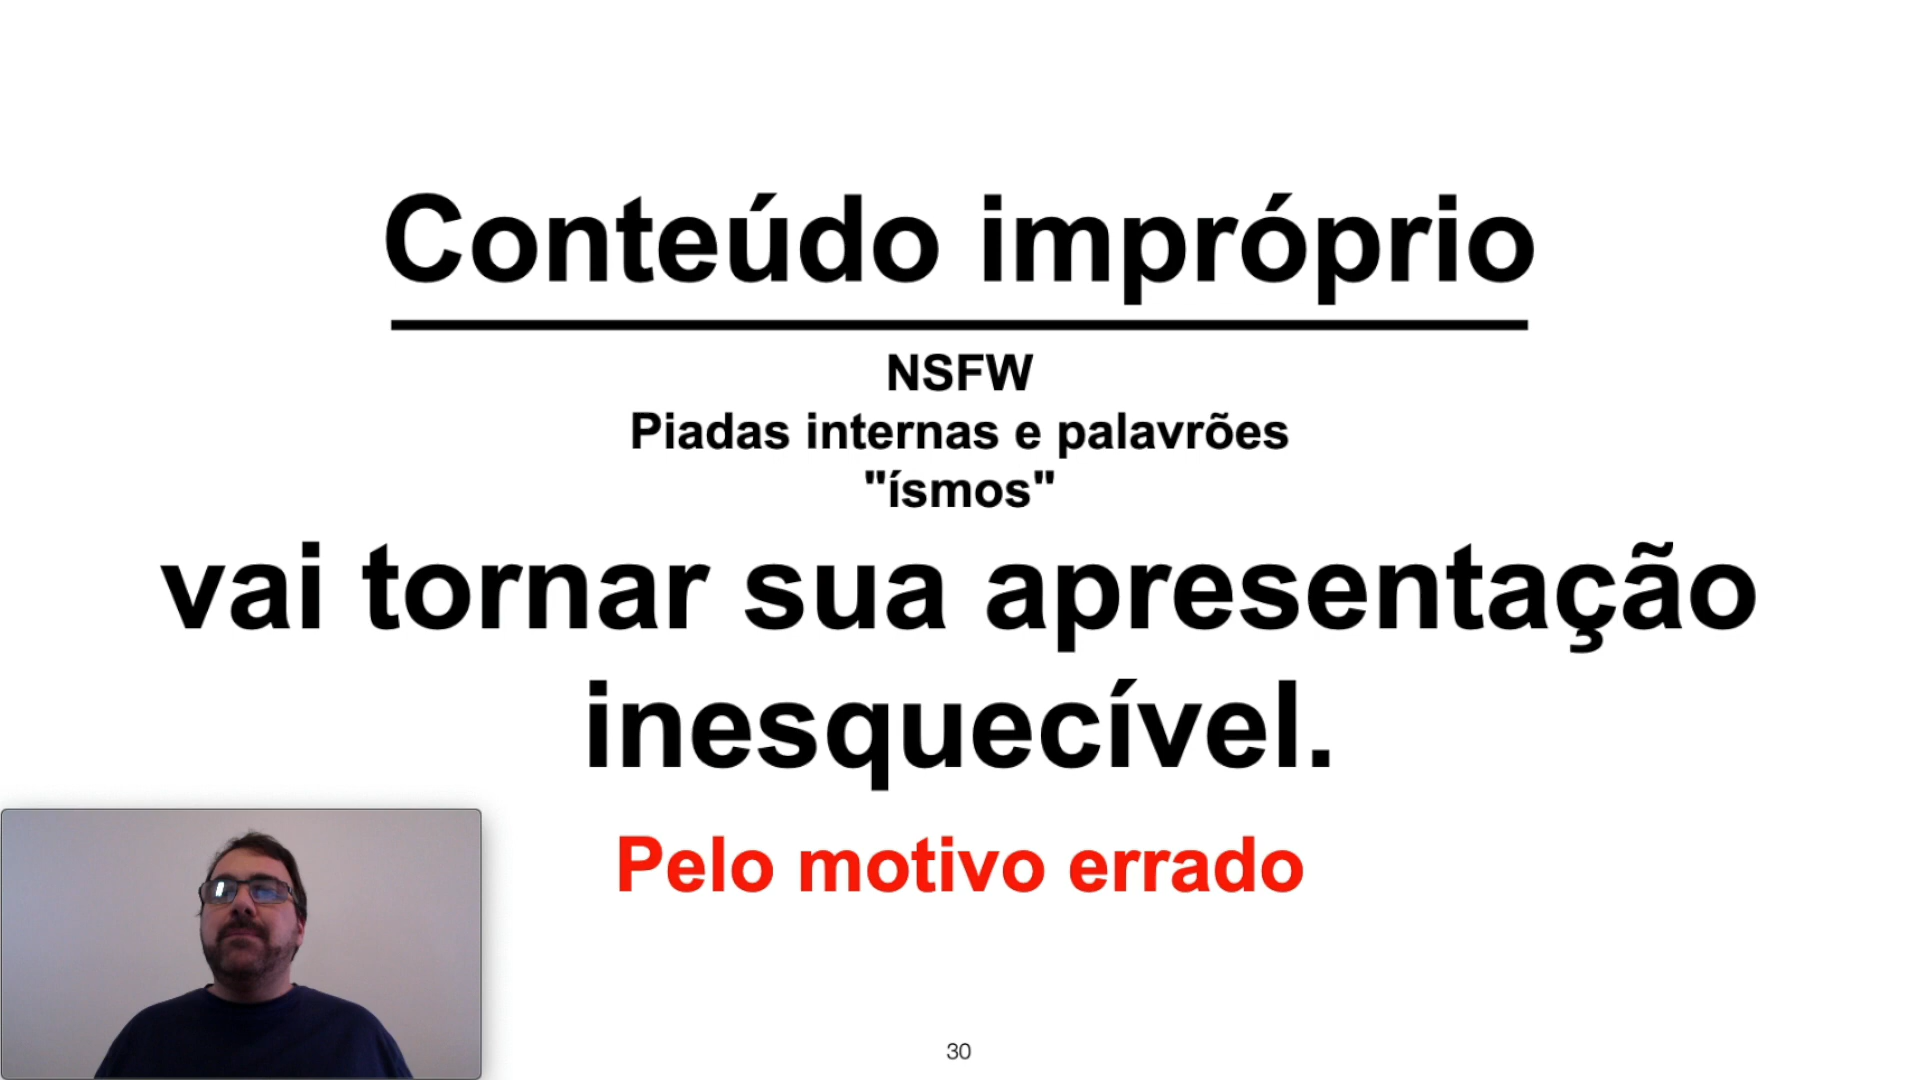 Conteúdo impróprio
NSFW
Piadas internas e palavrões
"ísmos"
vai tornar sua apresentação
inesquecível.
Pelo motivo errado
30